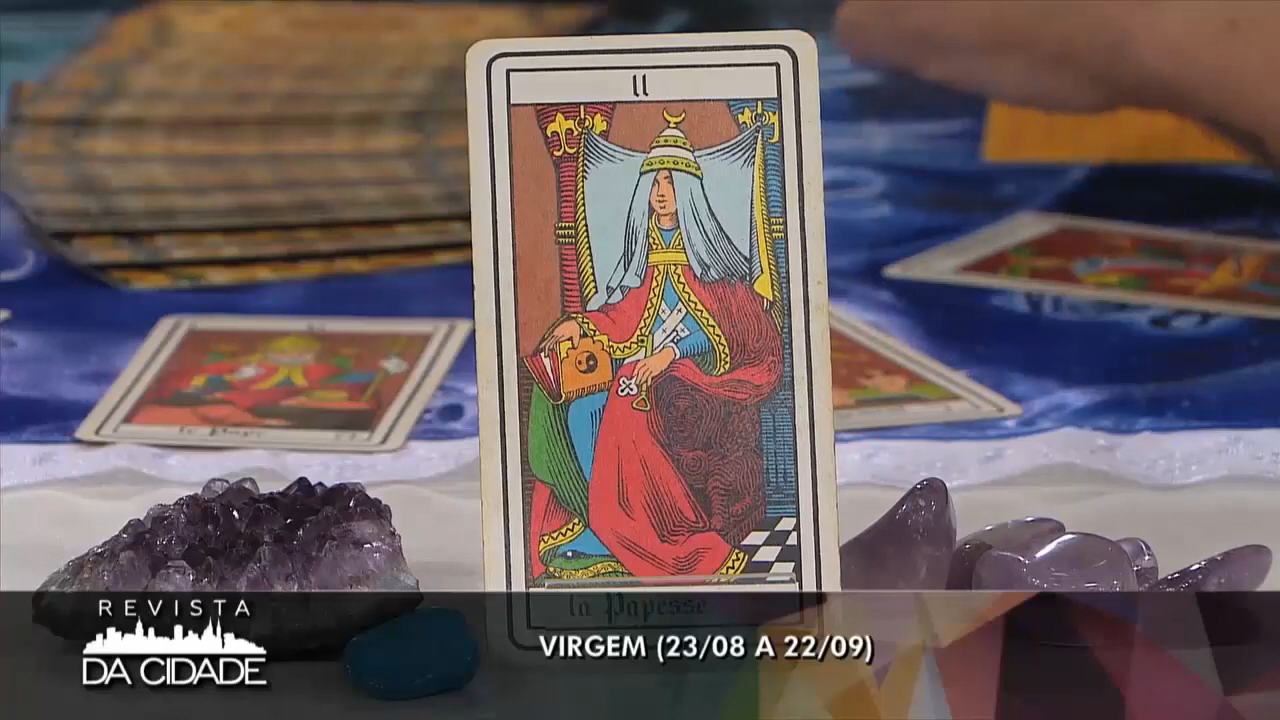 II
la Papesse
REVISTA
DA CIDADE
VIRGEM (23/08 A 22/09)